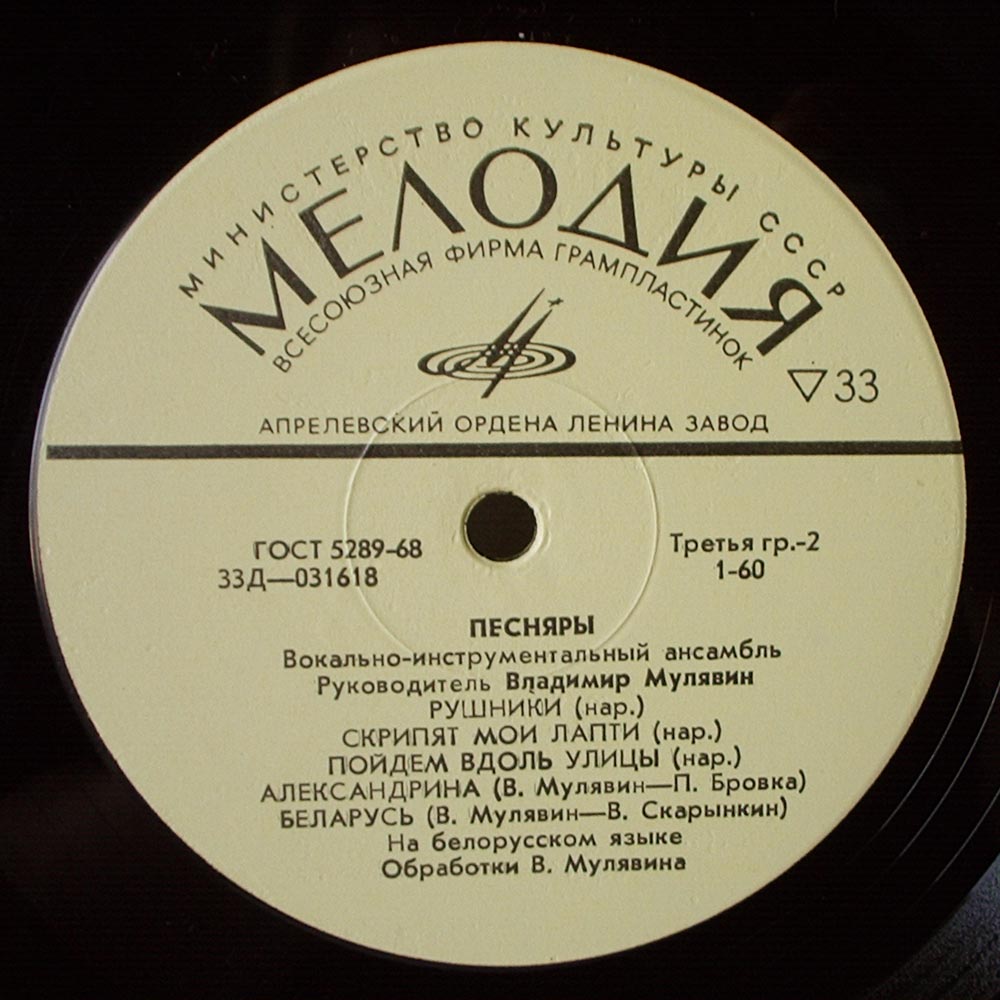 МИНИСТЕРСТВО КУЛЬТУРЫ СССР
МЕЛОДИЯ
ВСЕСОЮЗНАЯ ФИРМА ГРАМПЛАСТИНОК
▽33
АПРЕЛЕВСКИЙ ОРДЕНА ЛЕНИНА ЗАВОД
ГОСТ 5289-68
33Д—031618
Третья гр.-2
1-60
ПЕСНЯРЫ
Вокально-инструментальный ансамбль
Руководитель Владимир Мулявин
РУШНИКИ (нар.)
СКРИПЯТ МОИ ЛАПТИ (нар.)
ПОЙДЕМ ВДОЛЬ УЛИЦЫ (нар.)
АЛЕКСАНДРИНА (В. Мулявин—П. Бровка)
БЕЛАРУСЬ (В. Мулявин—В. Скарынкин)
На белорусском языке
Обработки В. Мулявина